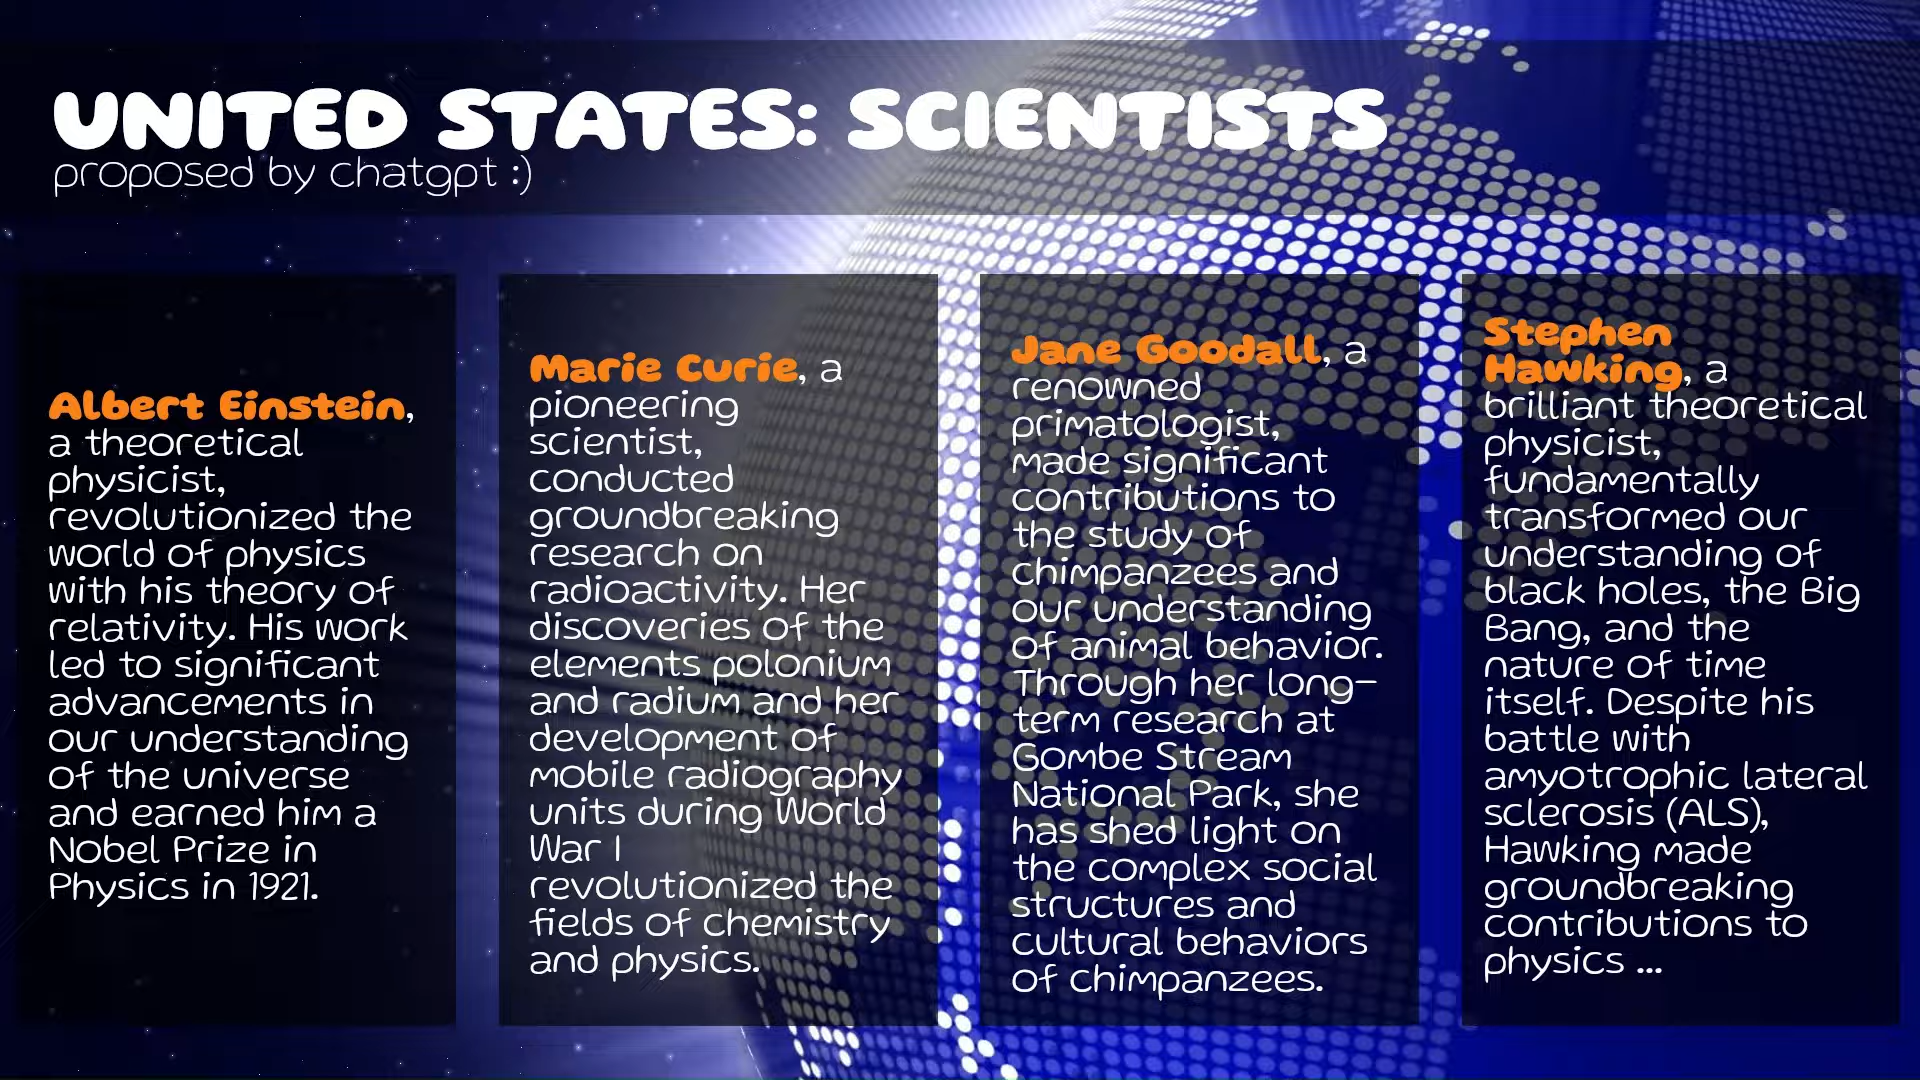 UNITED STATES: SCIENTISTS
proposed by chatgpt :)
Albert Einstein,
a theoretical
physicist,
revolutionized the
world of physics
with his theory of
relativity. His work
led to significant
advancements in
our understanding
of the universe
and earned him a
Nobel Prize in
Physics in 1921.
Marie Curie, a
pioneering
scientist,
conducted
groundbreaking
research on
radioactivity. Her
discoveries of the
elements polonium
and radium and her
development of
mobile radiography
units during World
War I
revolutionized the
fields of chemistry
and physics.
Jane Goodall, a
renowned
primatologist,
made significant
contributions to
the study of
chimpanzees and
our understanding
of animal behavior.
Through her long-
term research at
Gombe Stream
National Park, she
has shed light on
the complex social
structures and
cultural behaviors
of chimpanzees.
Stephen
Hawking, a
brilliant theoretical
physicist,
fundamentally
transformed our
understanding of
black holes, the Big
Bang, and the
nature of time
itself. Despite his
battle with
amyotrophic lateral
sclerosis (ALS),
Hawking made
groundbreaking
contributions to
physics ...